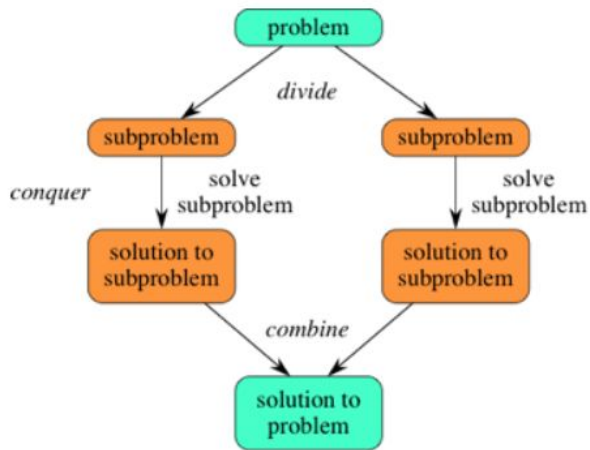 problem
divide
subproblem
subproblem
conquer
solve
subproblem
solve
subproblem
solution to
subproblem
solution to
subproblem
combine
solution to
problem